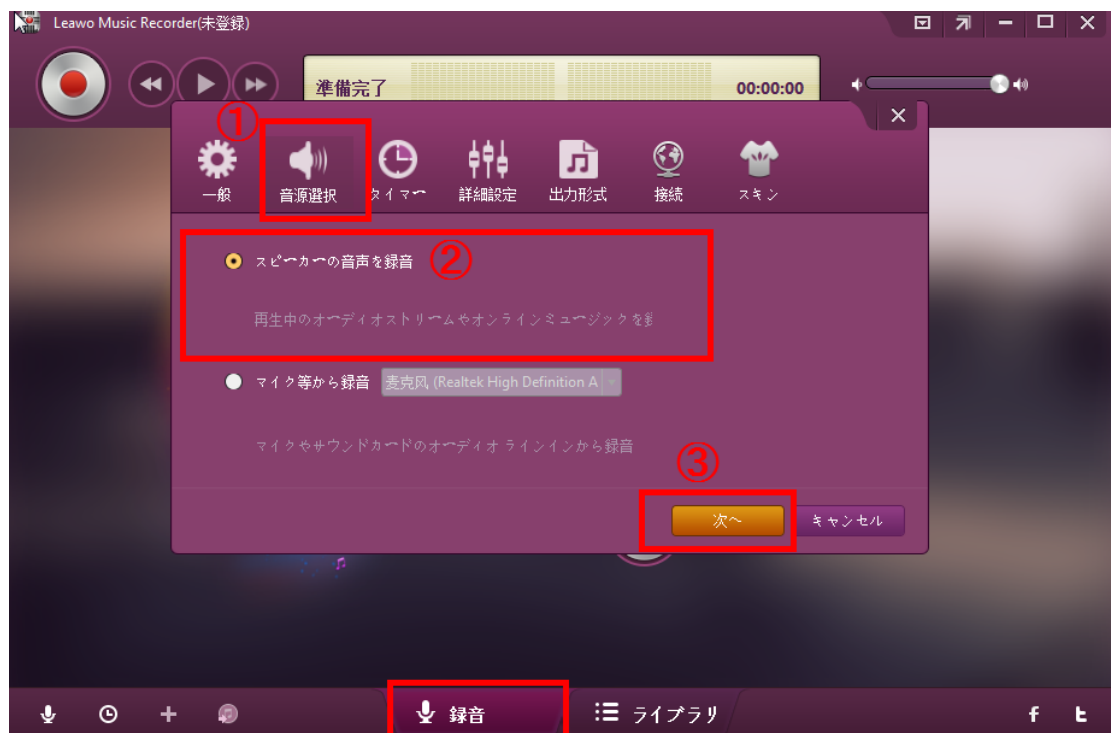 Leawo Music Recorder(未登録)
準備完了
00:00:00
①
一般
音源選択
タイマー
詳細設定
出力形式
接続
スキン
スピーカーの音声を録音
②
再生中のオーディオストリームやオンラインミュージックを
マイク等から録音
麦克风 (Realtek High Definition A
マイクやサウンドカードのオーディオ ラインインから録音
③
次へ
キャンセル
録音
ライブラリ